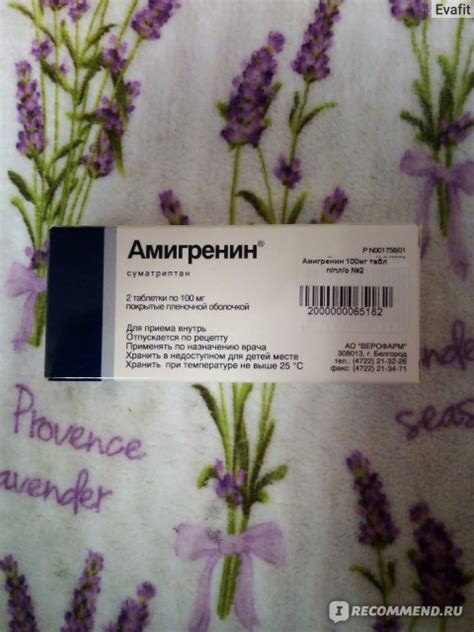 Evafit
Амигренин®
суматриптан
2 таблетки по 100 мг
покрытые пленочной оболочкой
Для приема внутрь
Отпускается по рецепту
Применять по назначению врача
Хранить в недоступном для детей месте
Хранить при температуре не выше 25 °C
P N001758/01
Амигренин 100мг табл
п/пл/о №2
2000000065182
АО "ВЕРОФАРМ"
308013, г. Белгород
тел.: (4722) 21-32-26
факс: (4722) 21-34-71
Provence
lavender
seas
I RECOMMEND.RU